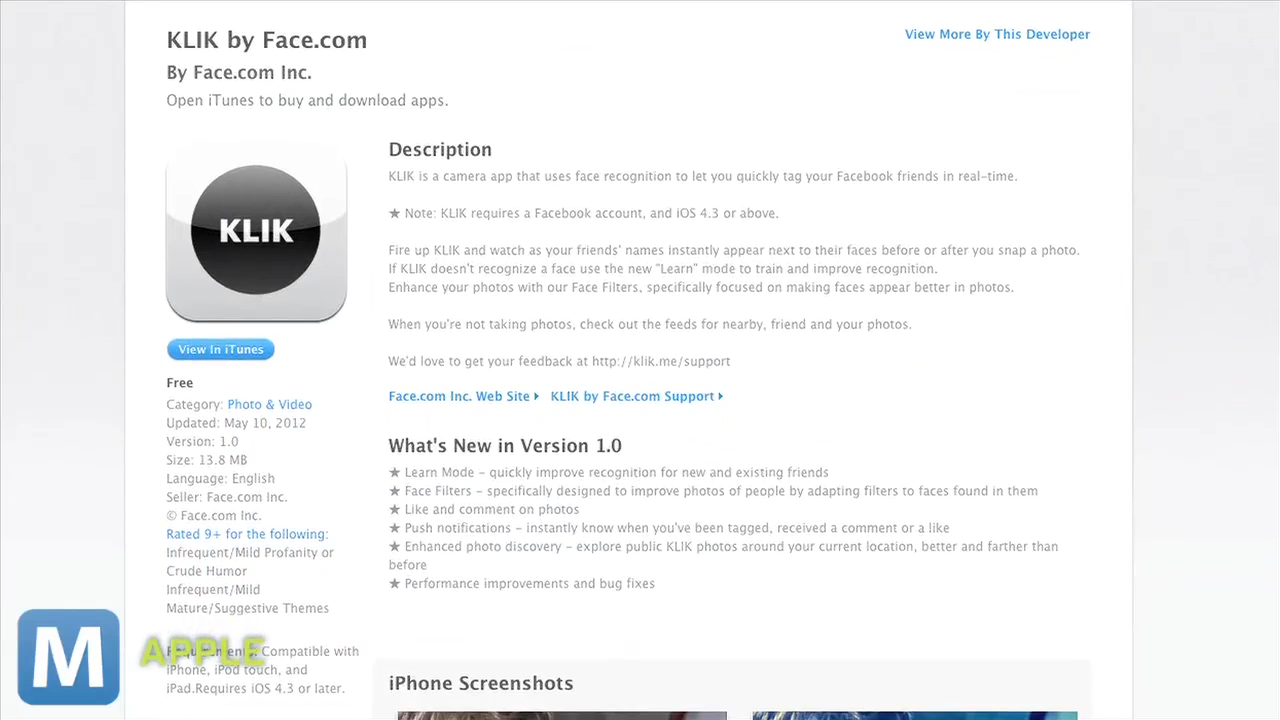 KLIK by Face.com
View More By This Developer
By Face.com Inc.
Open iTunes to buy and download apps.
KLIK
View In iTunes
Free
Category: Photo & Video
Updated: May 10, 2012
Version: 1.0
Size: 13.8 MB
Language: English
Seller: Face.com Inc.
© Face.com Inc.
Rated 9+ for the following:
Infrequent/Mild Profanity or
Crude Humor
Infrequent/Mild
Mature/Suggestive Themes
Requirements: Compatible with
iPhone, iPod touch, and
iPad.Requires iOS 4.3 or later.
Description
KLIK is a camera app that uses face recognition to let you quickly tag your Facebook friends in real-time.
★ Note: KLIK requires a Facebook account, and iOS 4.3 or above.
Fire up KLIK and watch as your friends' names instantly appear next to their faces before or after you snap a photo.
If KLIK doesn't recognize a face use the new "Learn" mode to train and improve recognition.
Enhance your photos with our Face Filters, specifically focused on making faces appear better in photos.
When you're not taking photos, check out the feeds for nearby, friend and your photos.
We'd love to get your feedback at http://klik.me/support
Face.com Inc. Web Site KLIK by Face.com Support
What's New in Version 1.0
★ Learn Mode – quickly improve recognition for new and existing friends
★ Face Filters – specifically designed to improve photos of people by adapting filters to faces found in them
★ Like and comment on photos
★ Push notifications – instantly know when you've been tagged, received a comment or a like
★ Enhanced photo discovery – explore public KLIK photos around your current location, better and farther than
before
★ Performance improvements and bug fixes
iPhone Screenshots
M
APPLE